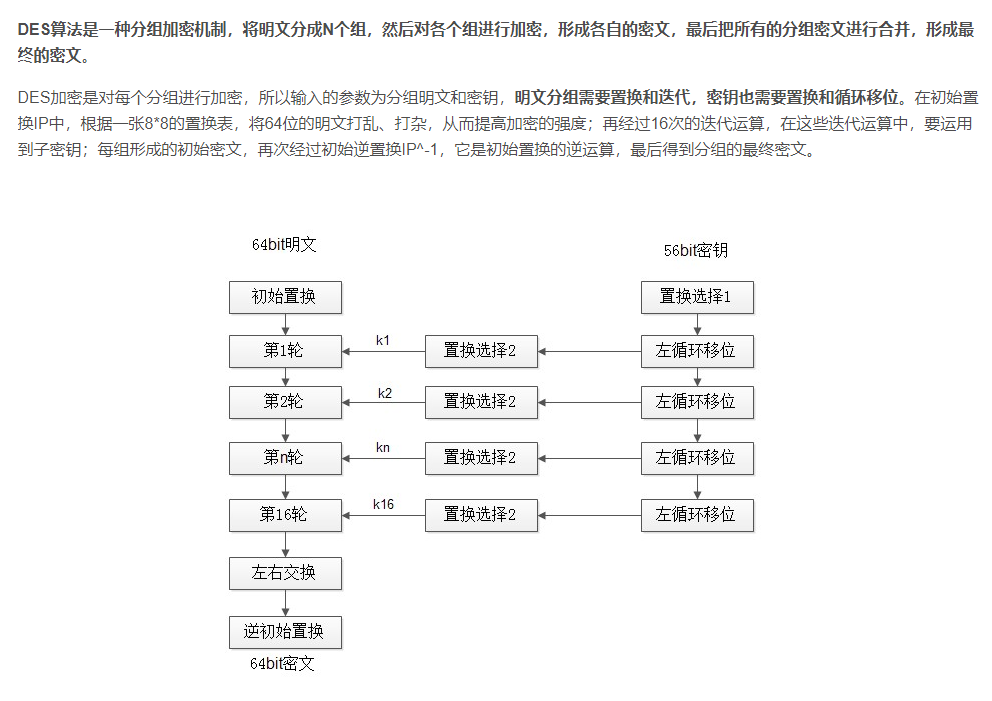 DES算法是一种分组加密机制，将明文分成N个组，然后对各个组进行加密，形成各自的密文，最后把所有的分组密文进行合并，形成最
终的密文。
DES加密是对每个分组进行加密，所以输入的参数为分组明文和密钥，明文分组需要置换和迭代，密钥也需要置换和循环移位。在初始置
换IP中，根据一张8*8的置换表，将64位的明文打乱、打杂，从而提高加密的强度；再经过16次的迭代运算，在这些迭代运算中，要运用
到子密钥；每组形成的初始密文，再次经过初始逆置换IP^-1，它是初始置换的逆运算，最后得到分组的最终密文。
64bit明文
56bit密钥
初始置换
置换选择1
第1轮
k1
置换选择2
左循环移位
第2轮
k2
置换选择2
左循环移位
第n轮
kn
置换选择2
左循环移位
第16轮
k16
置换选择2
左循环移位
左右交换
逆初始置换
64bit密文